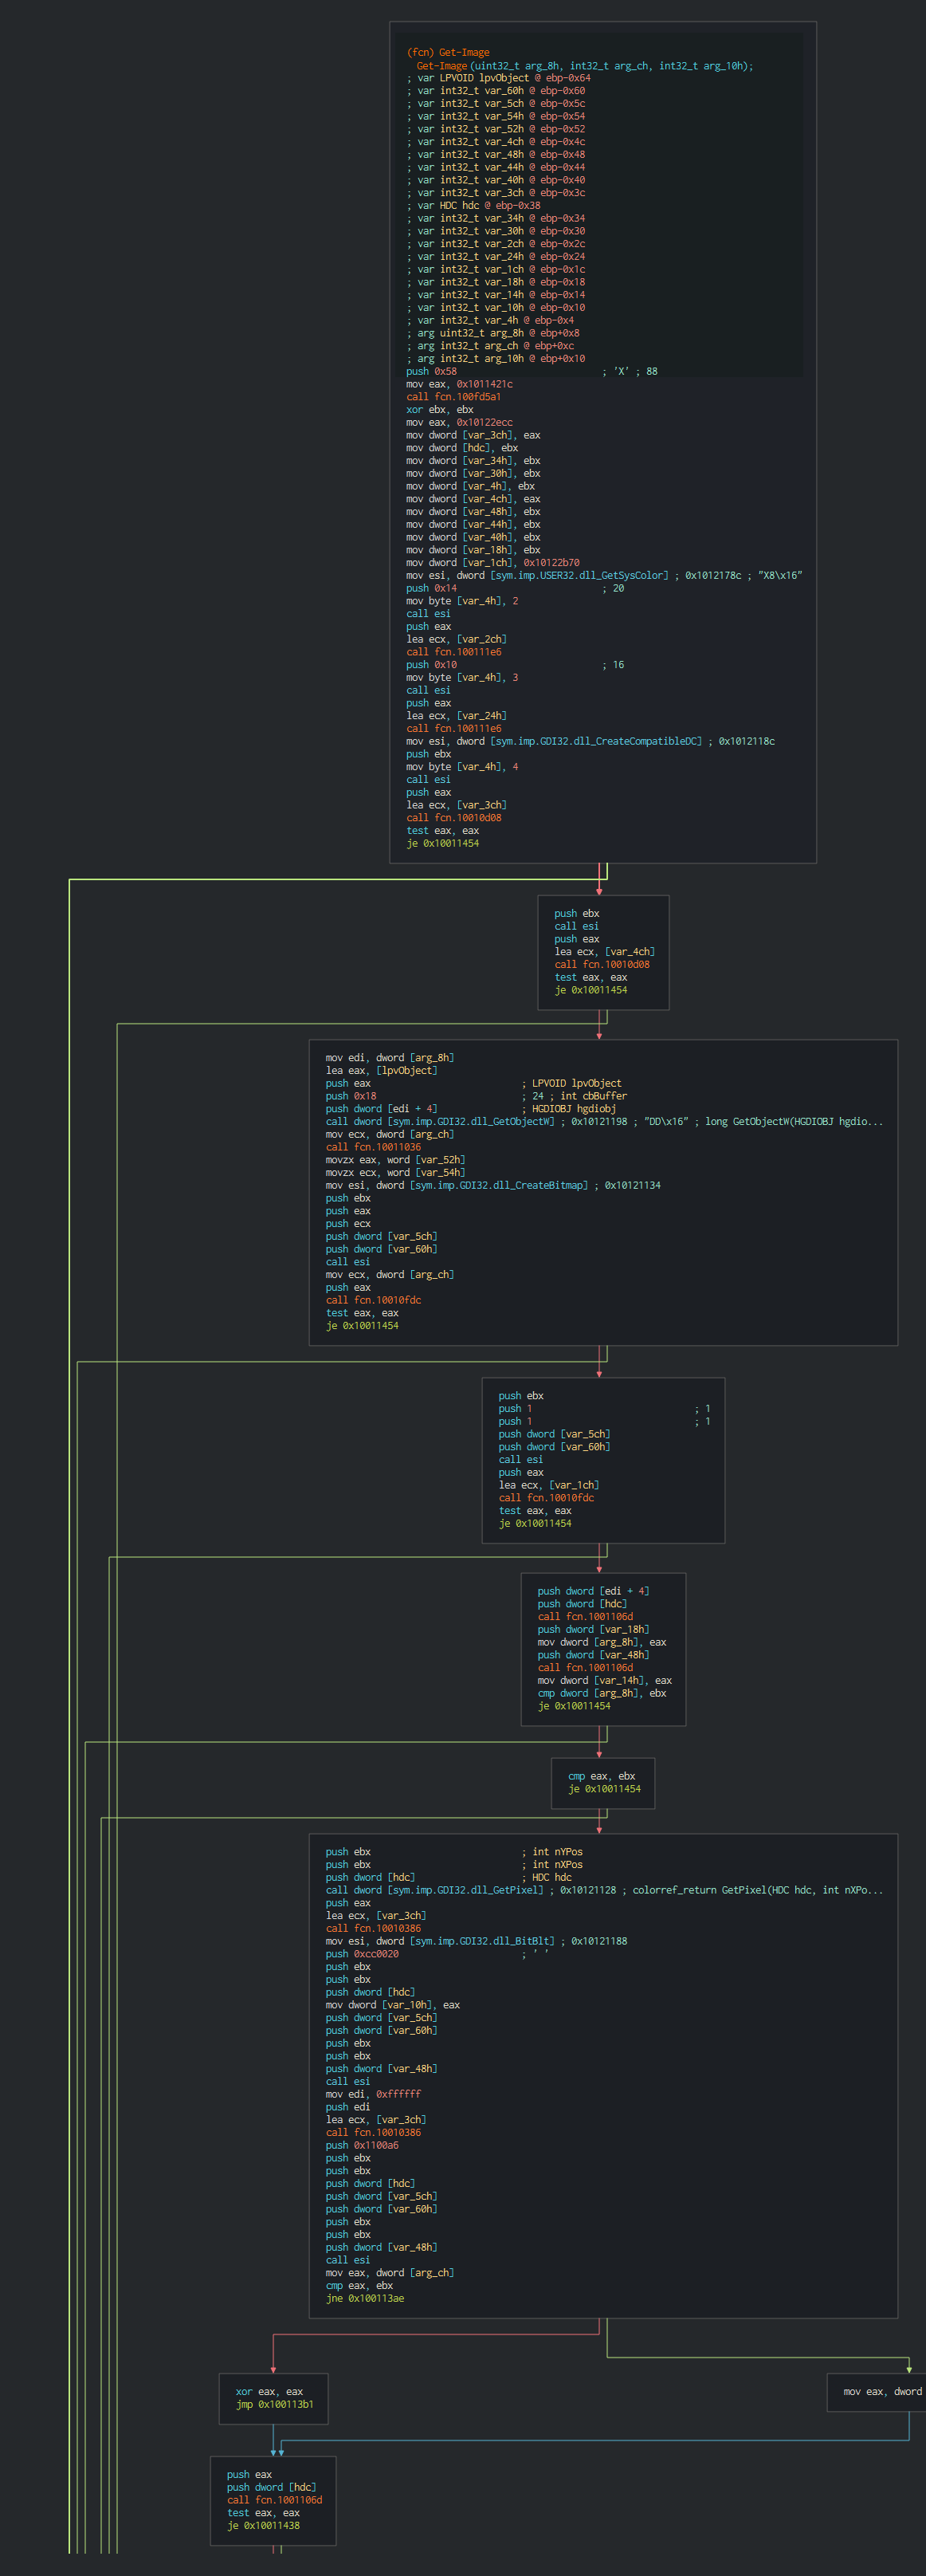 (fcn) Get-Image
Get-Image(uint32_t arg_8h, int32_t arg_ch, int32_t arg_10h);
; var LPVOID lpvObject @ ebp-0x64
; var int32_t var_60h @ ebp-0x60
; var int32_t var_5ch @ ebp-0x5c
; var int32_t var_54h @ ebp-0x54
; var int32_t var_52h @ ebp-0x52
; var int32_t var_4ch @ ebp-0x4c
; var int32_t var_48h @ ebp-0x48
; var int32_t var_44h @ ebp-0x44
; var int32_t var_40h @ ebp-0x40
; var int32_t var_3ch @ ebp-0x3c
; var HDC hdc @ ebp-0x38
; var int32_t var_34h @ ebp-0x34
; var int32_t var_30h @ ebp-0x30
; var int32_t var_2ch @ ebp-0x2c
; var int32_t var_24h @ ebp-0x24
; var int32_t var_1ch @ ebp-0x1c
; var int32_t var_18h @ ebp-0x18
; var int32_t var_14h @ ebp-0x14
; var int32_t var_10h @ ebp-0x10
; var int32_t var_4h @ ebp-0x4
; arg uint32_t arg_8h @ ebp+0x8
; arg int32_t arg_ch @ ebp+0xc
; arg int32_t arg_10h @ ebp+0x10
push 0x58 ; 'X' ; 88
mov eax, 0x1011421c
call fcn.100fd5a1
xor ebx, ebx
mov eax, 0x10122ecc
mov dword [var_3ch], eax
mov dword [hdc], ebx
mov dword [var_34h], ebx
mov dword [var_30h], ebx
mov dword [var_4h], ebx
mov dword [var_4ch], eax
mov dword [var_48h], ebx
mov dword [var_44h], ebx
mov dword [var_40h], ebx
mov dword [var_18h], ebx
mov dword [var_1ch], 0x10122b70
mov esi, dword [sym.imp.USER32.dll_GetSysColor] ; 0x1012178c ; "X8\x16"
push 0x14 ; 20
mov byte [var_4h], 2
call esi
push eax
lea ecx, [var_2ch]
call fcn.100111e6
push 0x10 ; 16
mov byte [var_4h], 3
call esi
push eax
lea ecx, [var_24h]
call fcn.100111e6
mov esi, dword [sym.imp.GDI32.dll_CreateCompatibleDC] ; 0x1012118c
push ebx
mov byte [var_4h], 4
call esi
push eax
lea ecx, [var_3ch]
call fcn.10010d08
test eax, eax
je 0x10011454
push ebx
call esi
push eax
lea ecx, [var_4ch]
call fcn.10010d08
test eax, eax
je 0x10011454
mov edi, dword [arg_8h]
lea eax, [lpvObject]
push eax ; LPVOID lpvObject
push 0x18 ; 24 ; int cbBuffer
push dword [edi + 4] ; HGDIOBJ hgdiobj
call dword [sym.imp.GDI32.dll_GetObjectW] ; 0x10121198 ; "DD\x16" ; long GetObjectW(HGDIOBJ hgdio...
mov ecx, dword [arg_ch]
call fcn.10011036
movzx eax, word [var_52h]
movzx ecx, word [var_54h]
mov esi, dword [sym.imp.GDI32.dll_CreateBitmap] ; 0x10121134
push ebx
push eax
push ecx
push dword [var_5ch]
push dword [var_60h]
call esi
mov ecx, dword [arg_ch]
push eax
call fcn.10010fdc
test eax, eax
je 0x10011454
push ebx
push 1 ; 1
push 1 ; 1
push dword [var_5ch]
push dword [var_60h]
call esi
push eax
lea ecx, [var_1ch]
call fcn.10010fdc
test eax, eax
je 0x10011454
push dword [edi + 4]
push dword [hdc]
call fcn.1001106d
push dword [var_18h]
mov dword [arg_8h], eax
push dword [var_48h]
call fcn.1001106d
mov dword [var_14h], eax
cmp dword [arg_8h], ebx
je 0x10011454
cmp eax, ebx
je 0x10011454
push ebx ; int nYPos
push ebx ; int nXPos
push dword [hdc] ; HDC hdc
call dword [sym.imp.GDI32.dll_GetPixel] ; 0x10121128 ; colorref_return GetPixel(HDC hdc, int nXPo...
push eax
lea ecx, [var_3ch]
call fcn.10010386
mov esi, dword [sym.imp.GDI32.dll_BitBlt] ; 0x10121188
push 0xcc0020 ; ' '
push ebx
push ebx
push dword [hdc]
mov dword [var_10h], eax
push dword [var_5ch]
push dword [var_60h]
push ebx
push ebx
push dword [var_48h]
call esi
mov edi, 0xffffff
push edi
lea ecx, [var_3ch]
call fcn.10010386
push 0x1100a6
push ebx
push ebx
push dword [hdc]
push dword [var_5ch]
push dword [var_60h]
push ebx
push ebx
push dword [var_48h]
call esi
mov eax, dword [arg_ch]
cmp eax, ebx
jne 0x100113ae
xor eax, eax
jmp 0x100113b1
mov eax, dword
push eax
push dword [hdc]
call fcn.1001106d
test eax, eax
je 0x10011438